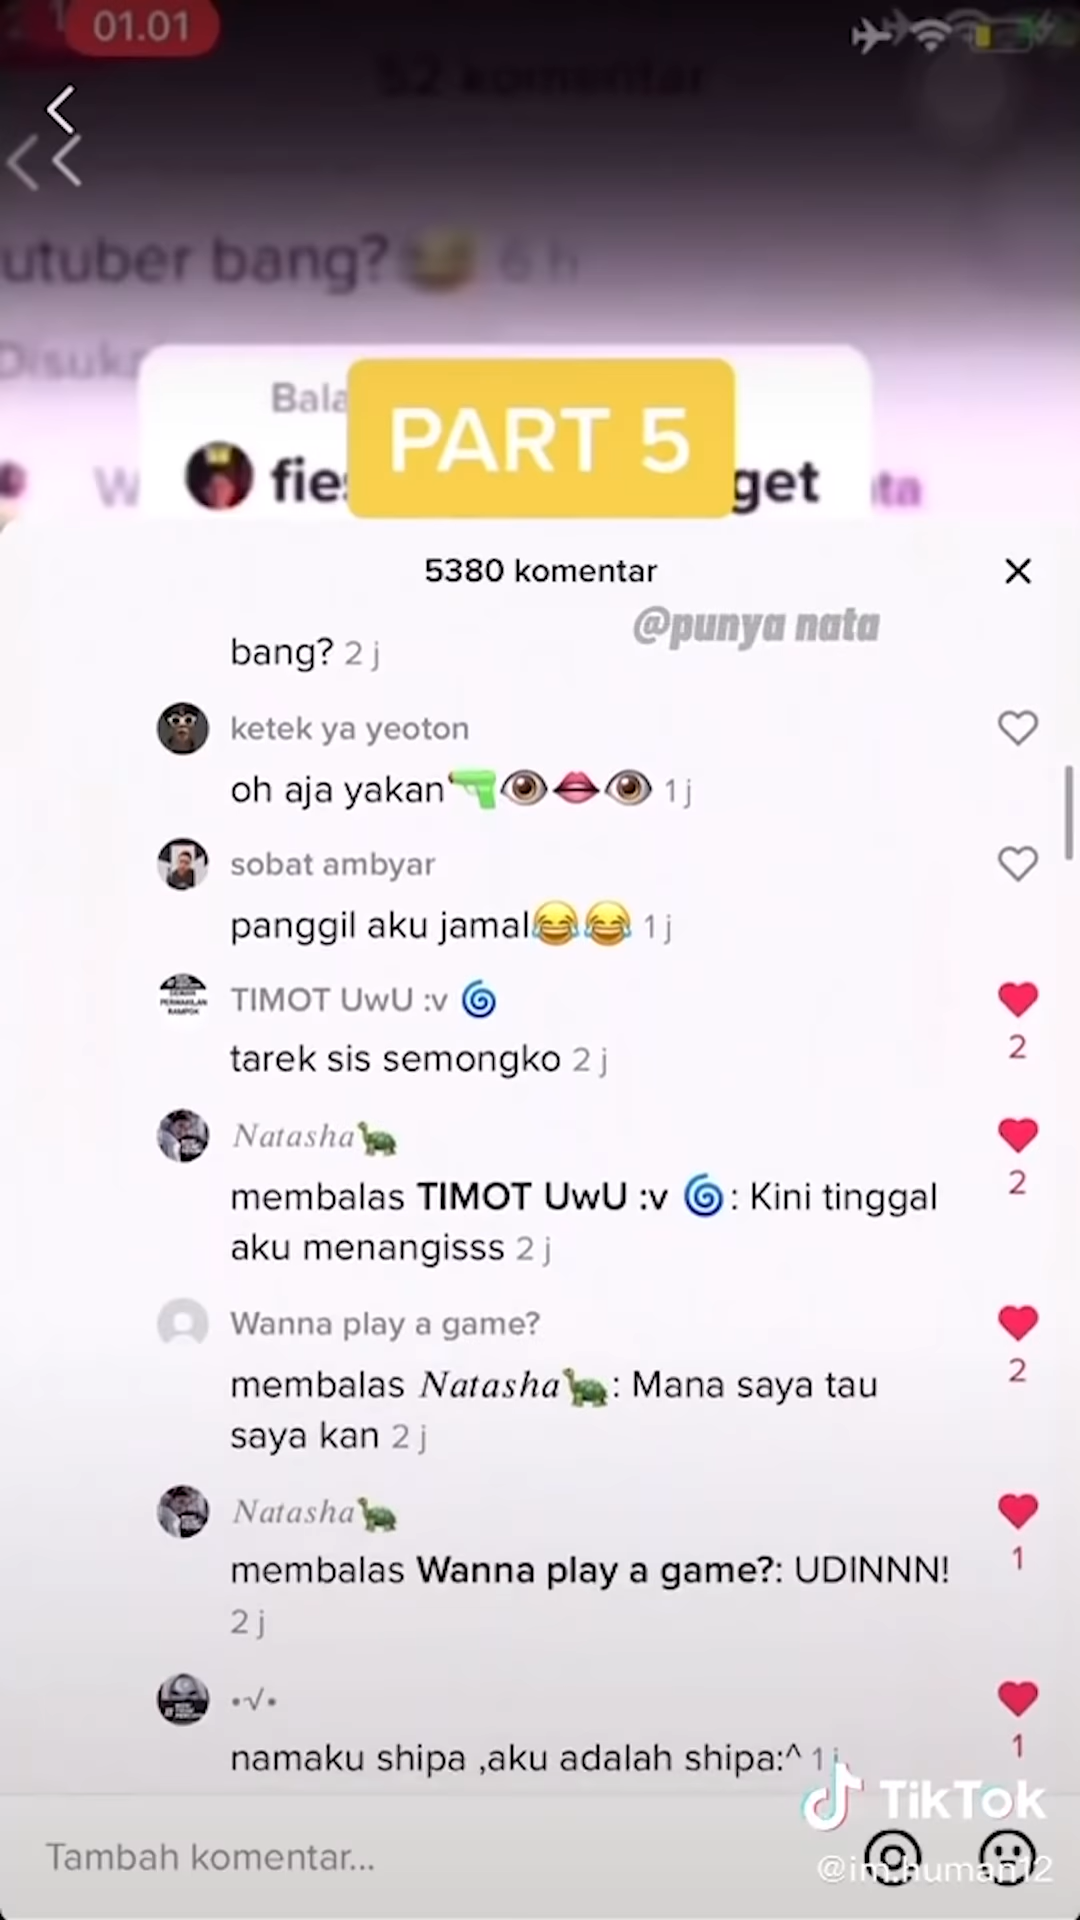 01.01
52 komentar
utuber bang?😂 6 h
Disuka
Bala
PART 5
W
fies
get
ta
5380 komentar
@punya nata
bang? 2 j
ketek ya yeoton
oh aja yakan🔫👁👄👁 1 j
sobat ambyar
panggil aku jamal😂😂 1 j
TIMOT UwU :v 🌀
tarek sis semongko 2 j
2
Natasha🐢
membalas TIMOT UwU :v 🌀: Kini tinggal
aku menangisss 2 j
2
Wanna play a game?
membalas Natasha🐢: Mana saya tau
saya kan 2 j
2
Natasha🐢
membalas Wanna play a game?: UDINNN!
2 j
1
•√•
namaku shipa ,aku adalah shipa:^ 1 j
1
TikTok
Tambah komentar...
@im.human12